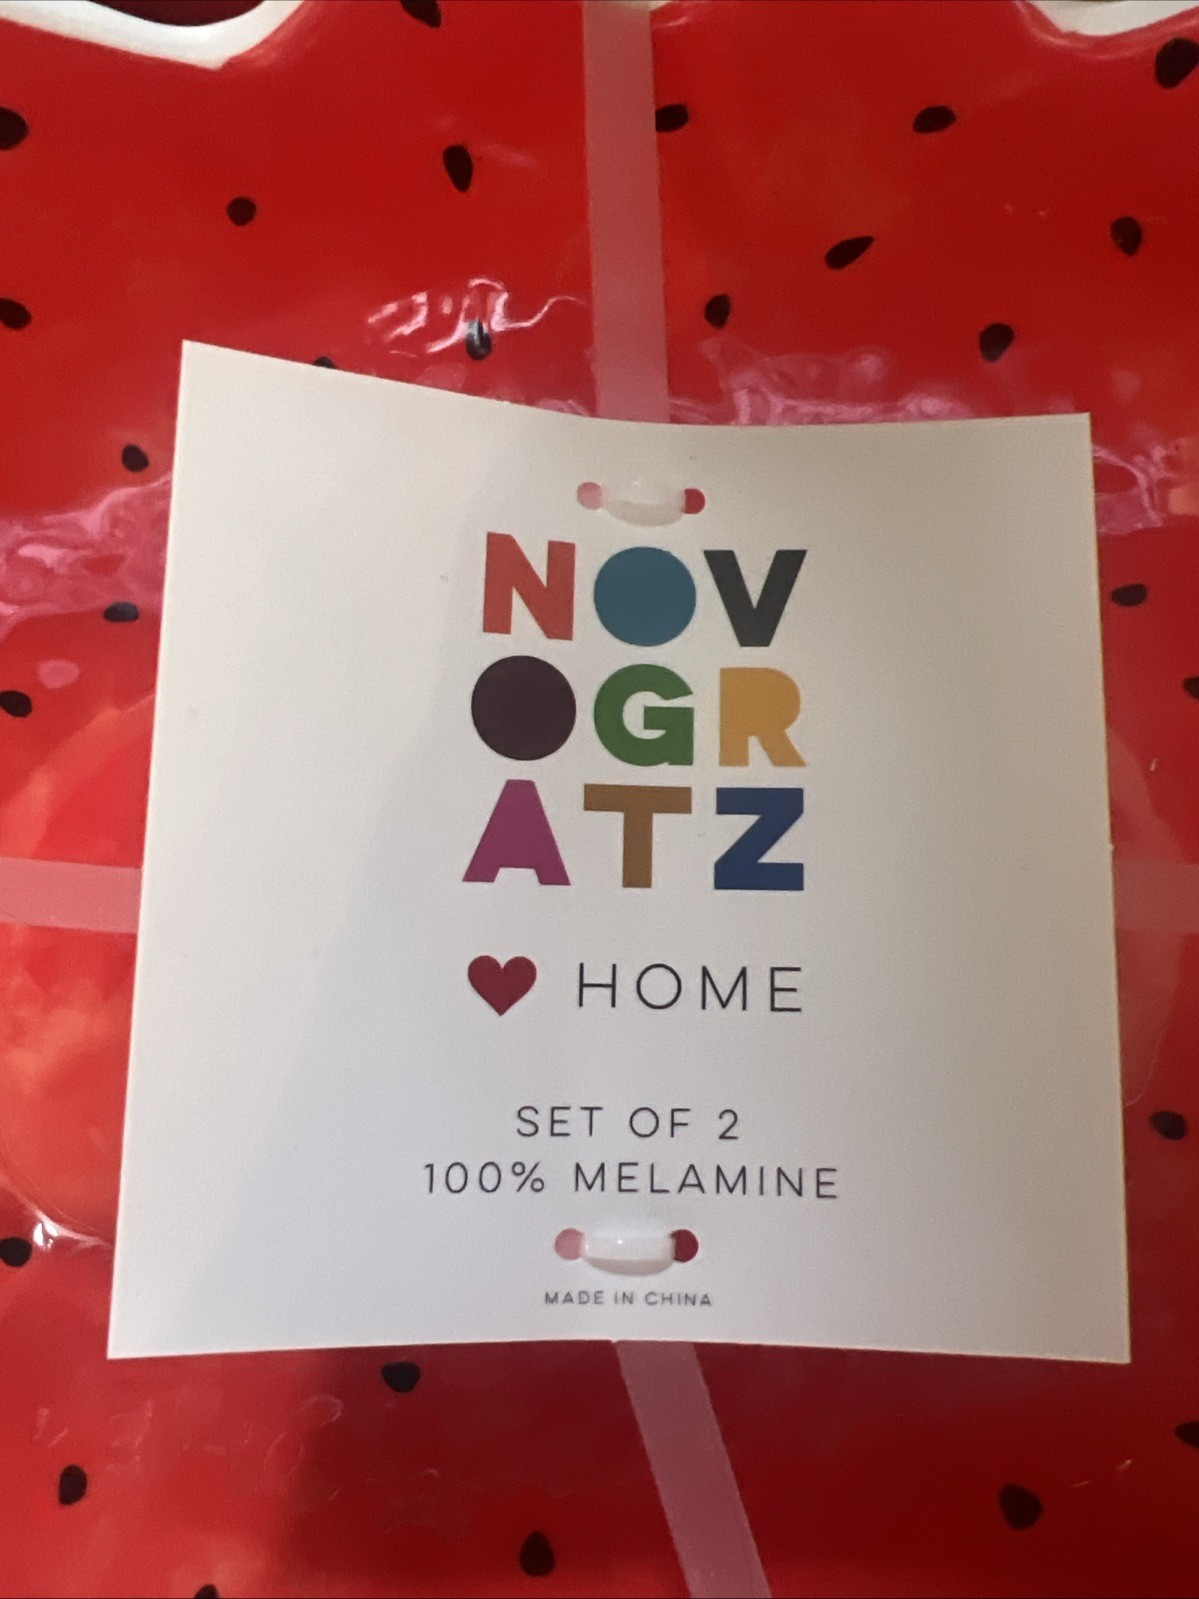 NOV
OGR
ATZ
♥ HOME
SET OF 2
100% MELAMINE
MADE IN CHINA